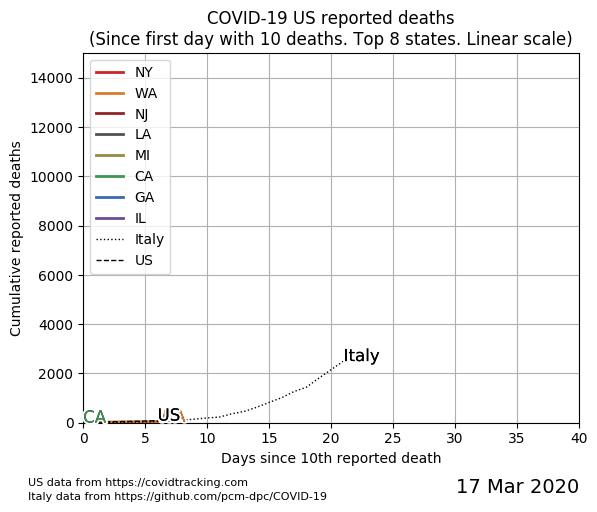 COVID-19 US reported deaths
(Since first day with 10 deaths. Top 8 states. Linear scale)
Cumulative reported deaths
14000
12000
10000
8000
6000
4000
2000
0
NY
WA
NJ
LA
MI
CA
GA
IL
Italy
US
Italy
CA
US
0 5 10 15 20 25 30 35 40
Days since 10th reported death
US data from https://covidtracking.com
Italy data from https://github.com/pcm-dpc/COVID-19
17 Mar 2020